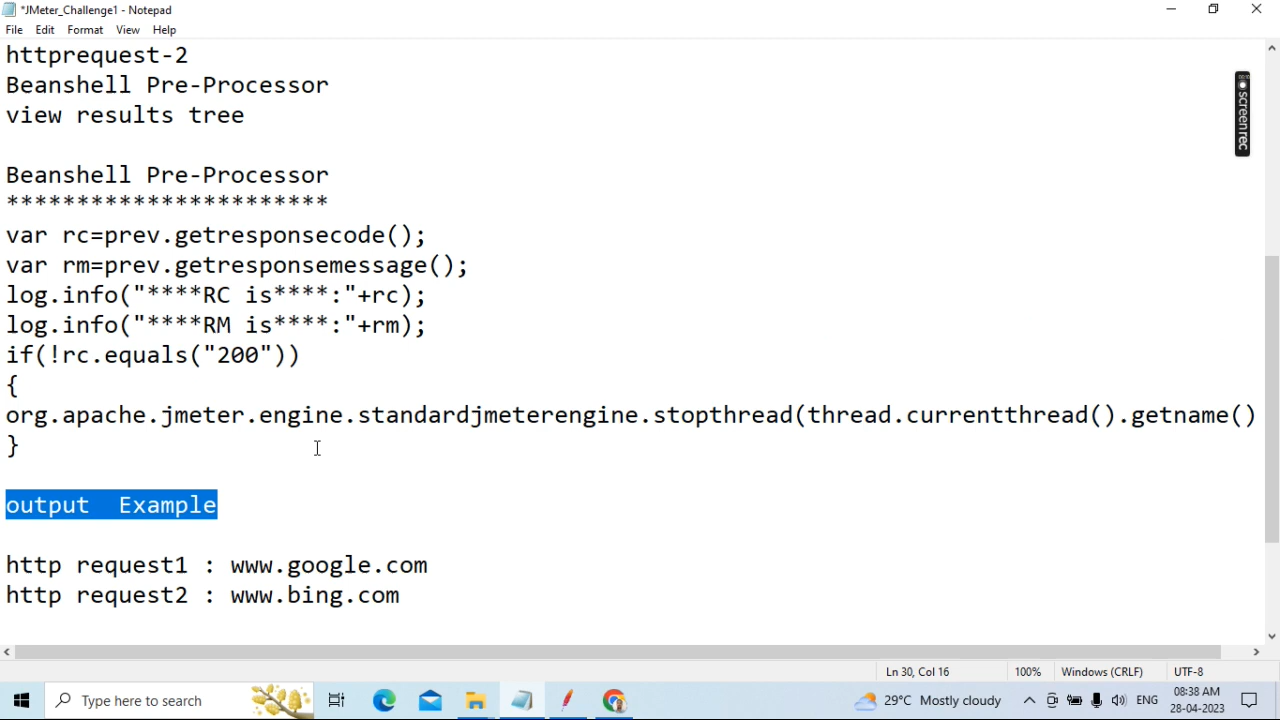 *JMeter_Challenge1 - Notepad
File Edit Format View Help
httprequest-2
Beanshell Pre-Processor
view results tree
Beanshell Pre-Processor
***********************
var rc=prev.getresponsecode();
var rm=prev.getresponsemessage();
log.info("****RC is****:"+rc);
log.info("****RM is****:"+rm);
if(!rc.equals("200"))
{
org.apache.jmeter.engine.standardjmeterengine.stopthread(thread.currentthread().getname()
}
output  Example
http request1 : www.google.com
http request2 : www.bing.com
screenrec
Ln 30, Col 16 100% Windows (CRLF) UTF-8
Type here to search 29°C Mostly cloudy ENG 08:38 AM
28-04-2023